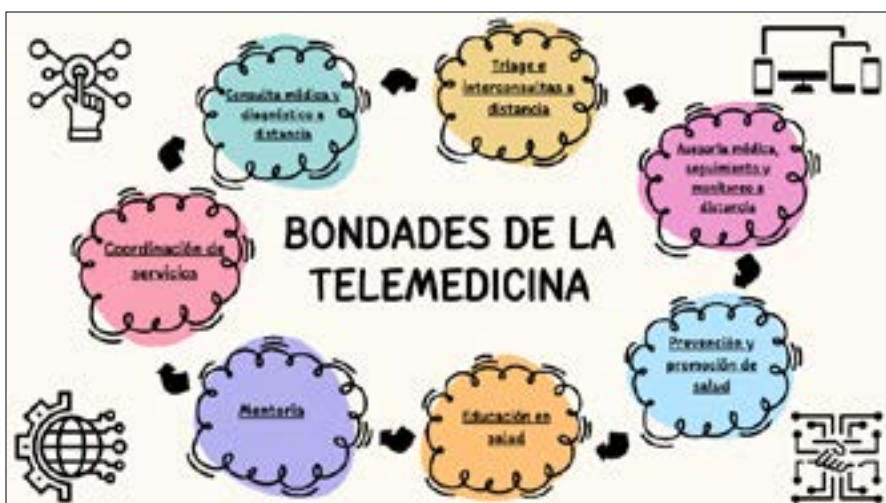 Consulta médica y
diagnóstico a
distancia
Triage e
interconsultas a
distancia
Asesoría médica,
seguimiento y
monitoreo a
distancia
BONDADES DE LA
TELEMEDICINA
Coordinación de
servicios
Prevención y
promoción de
salud
Mentoría
Educación en
salud